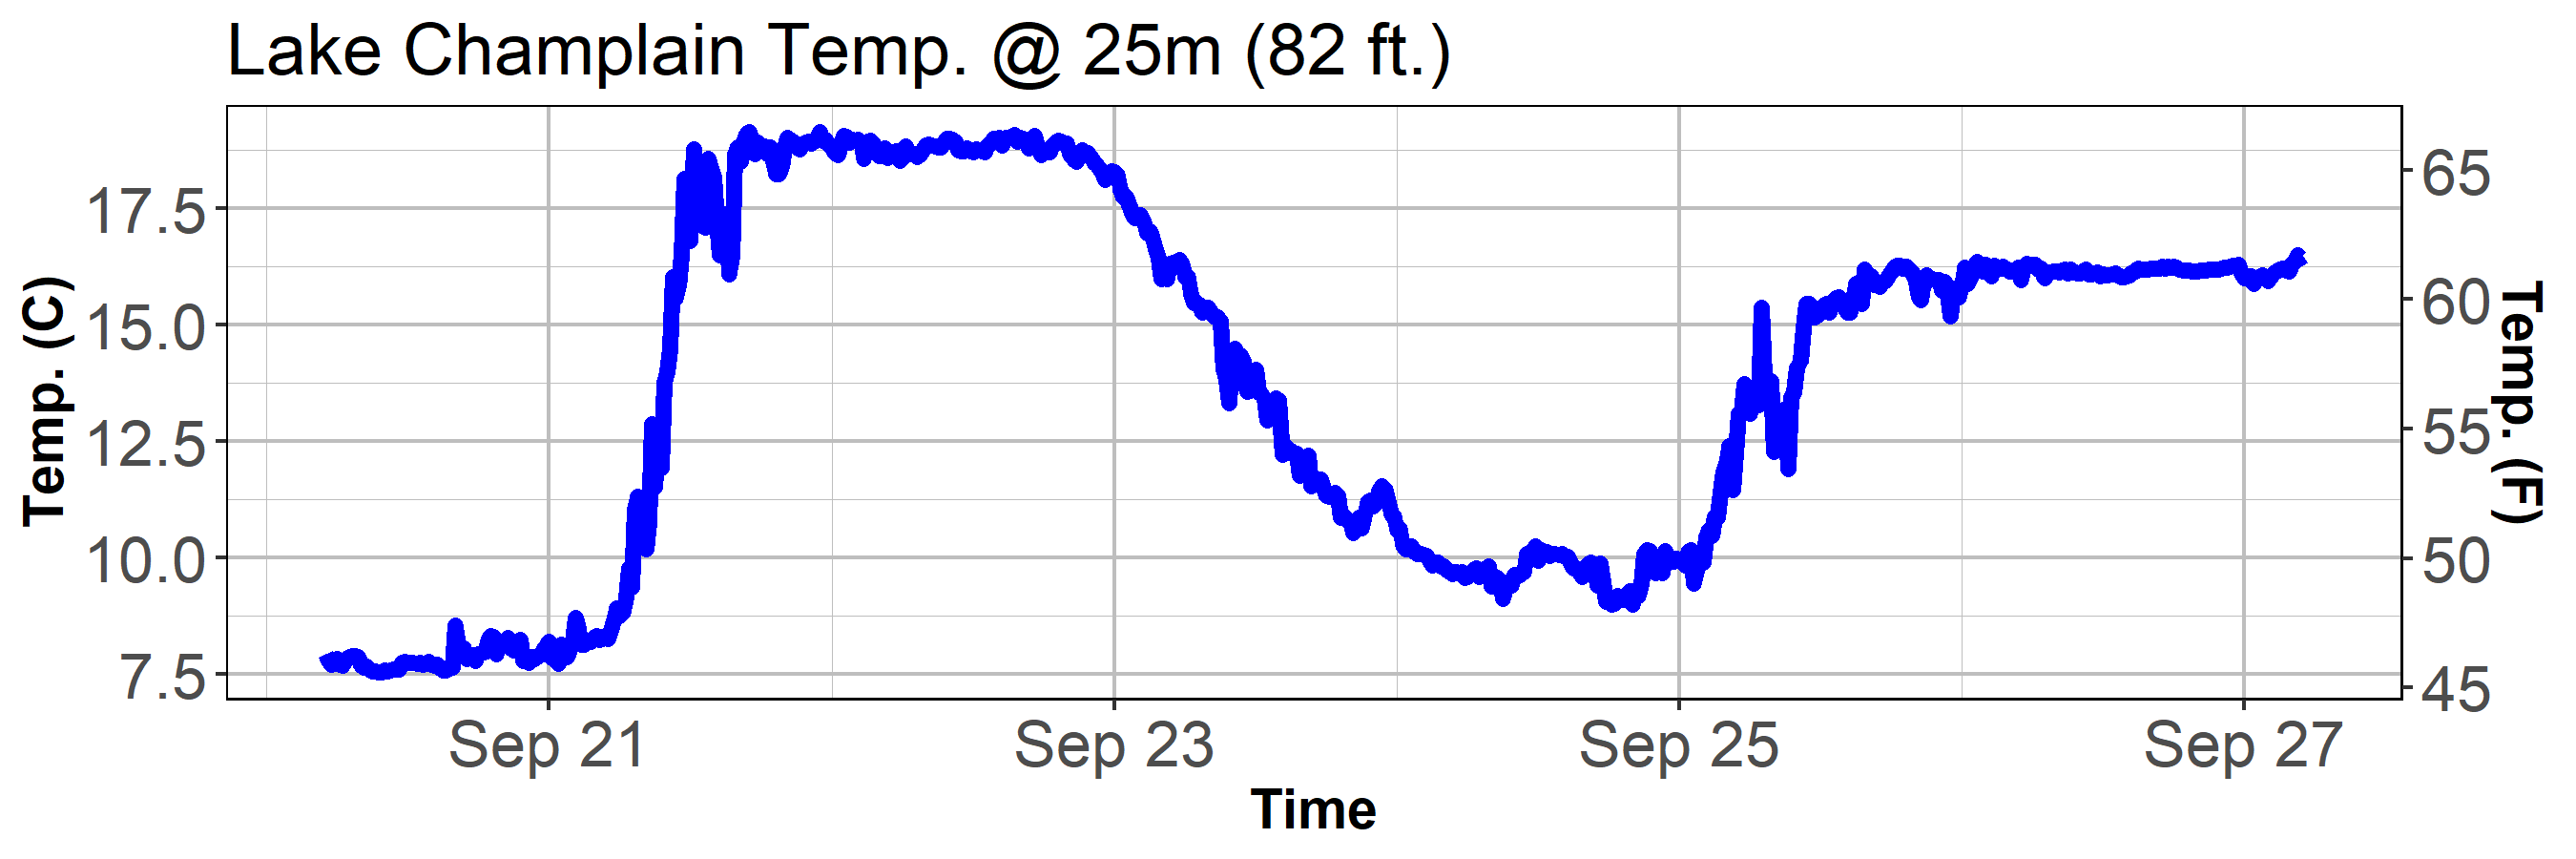 Lake Champlain Temp. @ 25m (82 ft.)
Temp. (C)
17.5
15.0
12.5
10.0
7.5
65
60
55
50
45
Temp. (F)
Sep 21 Sep 23 Sep 25 Sep 27
Time